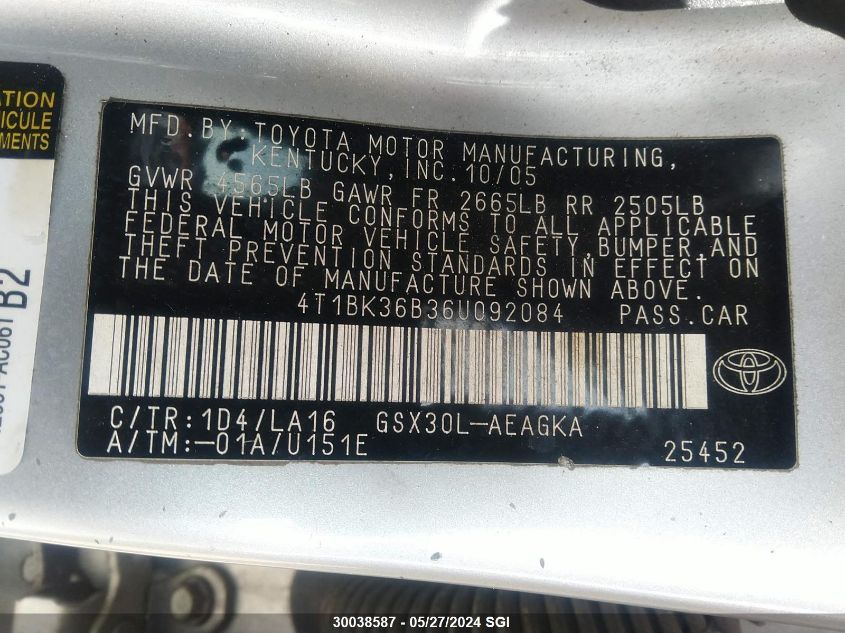 ATION
HICULE
EMENTS
B2
MFD. BY: TOYOTA MOTOR MANUFACTURING,
KENTUCKY, INC. 10/05
GVWR 4565LB GAWR FR 2665LB RR 2505LB
THIS VEHICLE CONFORMS TO ALL APPLICABLE
FEDERAL MOTOR VEHICLE SAFETY, BUMPER, AND
THEFT PREVENTION STANDARDS IN EFFECT ON
THE DATE OF MANUFACTURE SHOWN ABOVE.
4T1BK36B36U092084 PASS. CAR
C/TR: 1D4/LA16 GSX30L-AEAGKA
A/TM: -01A/U151E 25452
30038587 - 05/27/2024 SGI